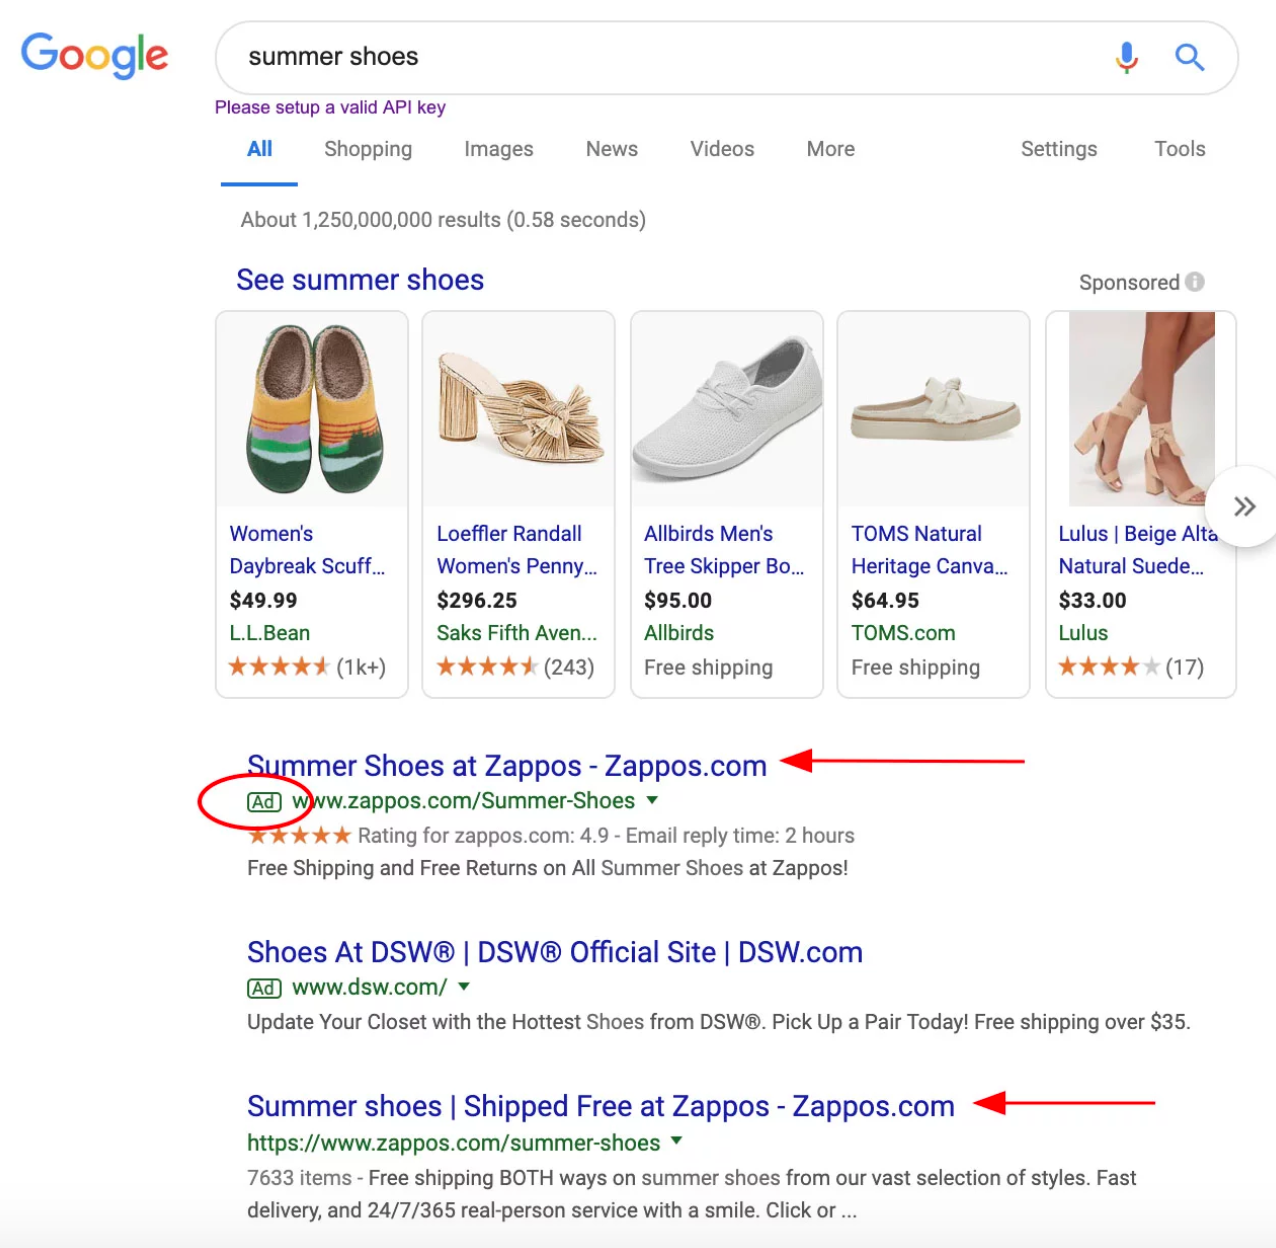 Google
summer shoes
Please setup a valid API key
All Shopping Images News Videos More Settings Tools
About 1,250,000,000 results (0.58 seconds)
See summer shoes
Sponsored
Women's
Daybreak Scuff...
$49.99
L.L.Bean
(1k+)
Loeffler Randall
Women's Penny...
$296.25
Saks Fifth Aven...
(243)
Allbirds Men's
Tree Skipper Bo...
$95.00
Allbirds
Free shipping
TOMS Natural
Heritage Canva...
$64.95
TOMS.com
Free shipping
Lulus | Beige Alta
Natural Suede...
$33.00
Lulus
(17)
Summer Shoes at Zappos - Zappos.com
Ad www.zappos.com/Summer-Shoes
Rating for zappos.com: 4.9 - Email reply time: 2 hours
Free Shipping and Free Returns on All Summer Shoes at Zappos!
Shoes At DSW® | DSW® Official Site | DSW.com
Ad www.dsw.com/
Update Your Closet with the Hottest Shoes from DSW®. Pick Up a Pair Today! Free shipping over $35.
Summer shoes | Shipped Free at Zappos - Zappos.com
https://www.zappos.com/summer-shoes
7633 items - Free shipping BOTH ways on summer shoes from our vast selection of styles. Fast
delivery, and 24/7/365 real-person service with a smile. Click or ...